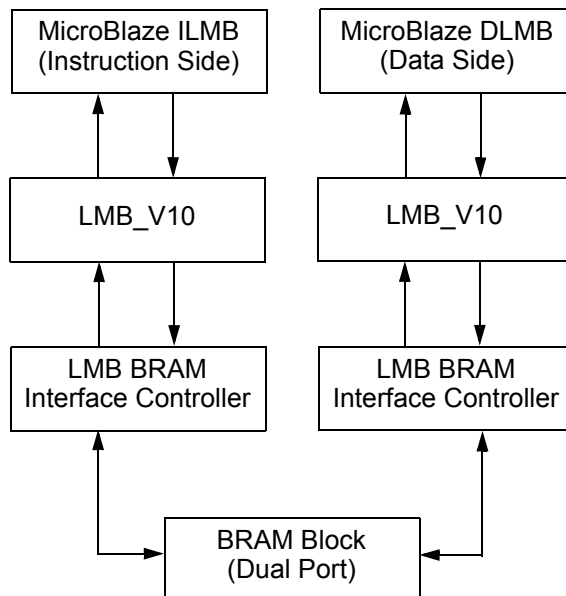 MicroBlaze ILMB
(Instruction Side)
MicroBlaze DLMB
(Data Side)
LMB_V10
LMB_V10
LMB BRAM
Interface Controller
LMB BRAM
Interface Controller
BRAM Block
(Dual Port)